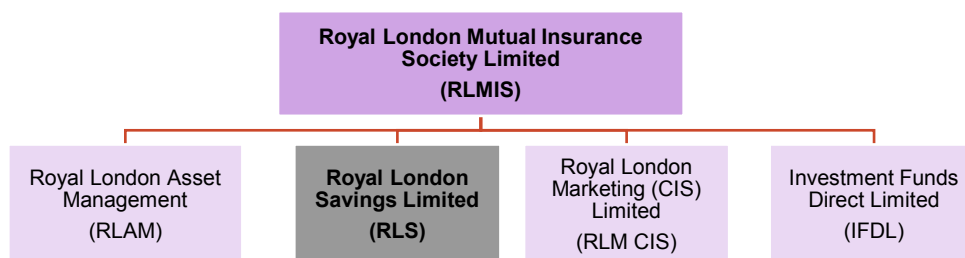 Royal London Mutual Insurance
Society Limited
(RLMIS)
Royal London Asset
Management
(RLAM)
Royal London
Savings Limited
(RLS)
Royal London
Marketing (CIS)
Limited
(RLM CIS)
Investment Funds
Direct Limited
(IFDL)